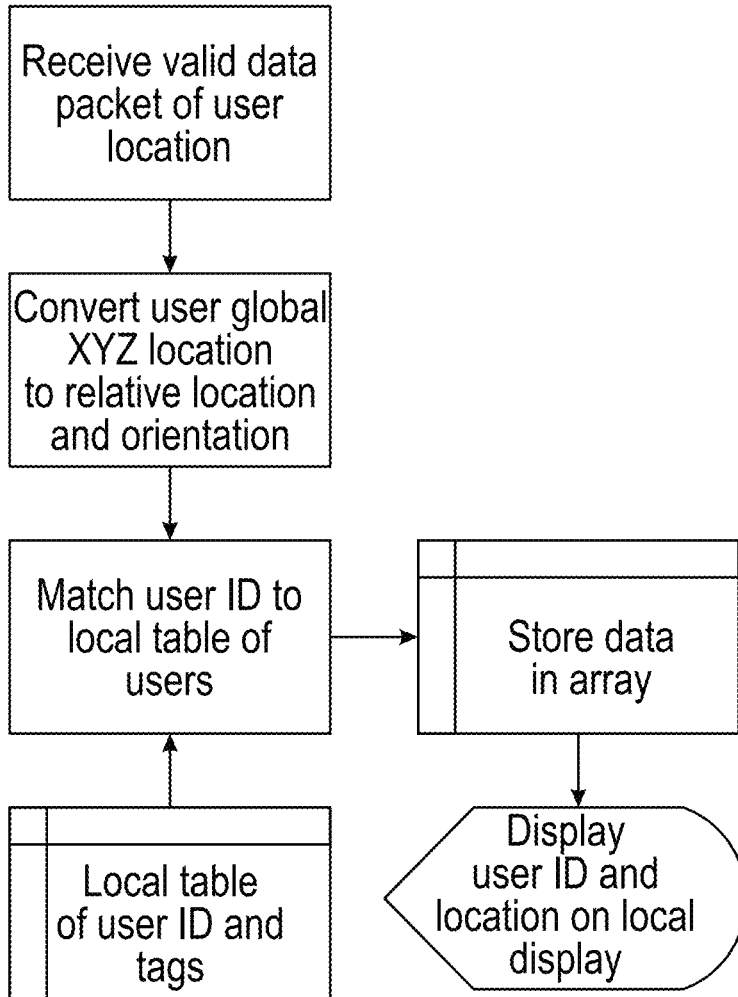 Receive valid data
packet of user
location
Convert user global
XYZ location
to relative location
and orientation
Match user ID to
local table of
users
Store data
in array
Local table
of user ID and
tags
Display
user ID and
location on local
display